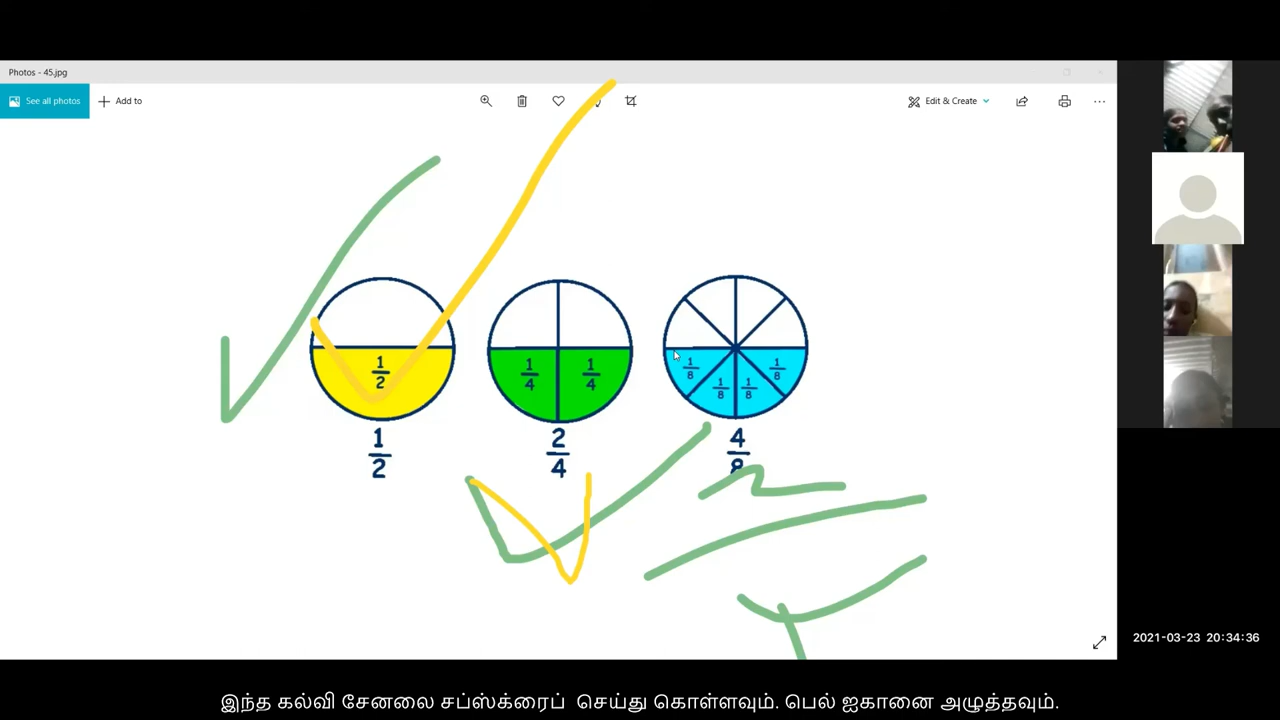 Photos - 45.jpg
See all photos
Add to
Edit & Create
1/2
1/4 1/4
1/8 1/8 1/8 1/8
1/2 2/4 4/8
2021-03-23 20:34:36
இந்த கல்வி சேனலை சப்ஸ்க்ரைப் செய்து கொள்ளவும். பெல் ஐகானை அழுத்தவும்.